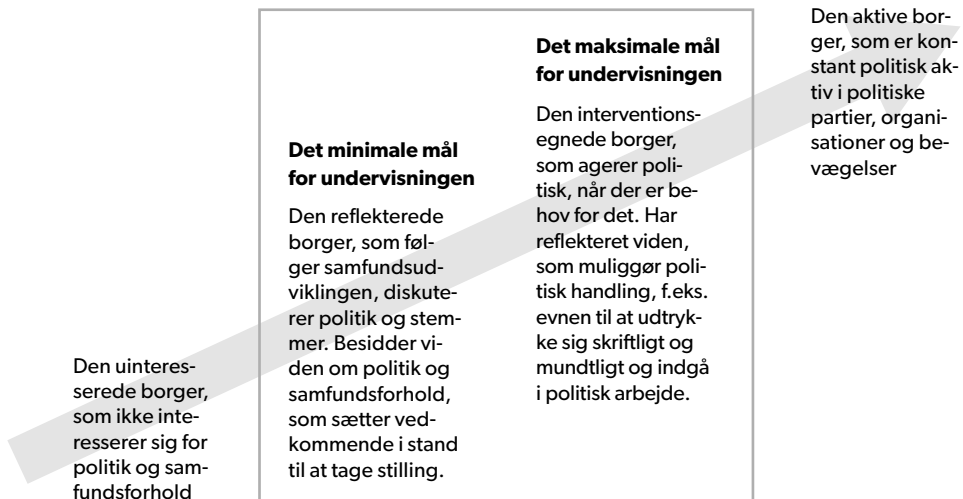 Den uinteres-
serede borger,
som ikke inte-
resserer sig for
politik og sam-
fundsforhold
Det minimale mål
for undervisningen
Den reflekterede
borger, som føl-
ger samfundsud-
viklingen, diskute-
rer politik og stem-
mer. Besidder vi-
den om politik og
samfundsforhold,
som sætter ved-
kommende i stand
til at tage stilling.
Det maksimale mål
for undervisningen
Den interventions-
egnede borger,
som agerer poli-
tisk, når der er be-
hov for det. Har
reflekteret viden,
som muliggør poli-
tisk handling, f.eks.
evnen til at udtryk-
ke sig skriftligt og
mundtligt og indgå
i politisk arbejde.
Den aktive bor-
ger, som er kon-
stant politisk ak-
tiv i politiske
partier, organi-
sationer og be-
vægelser